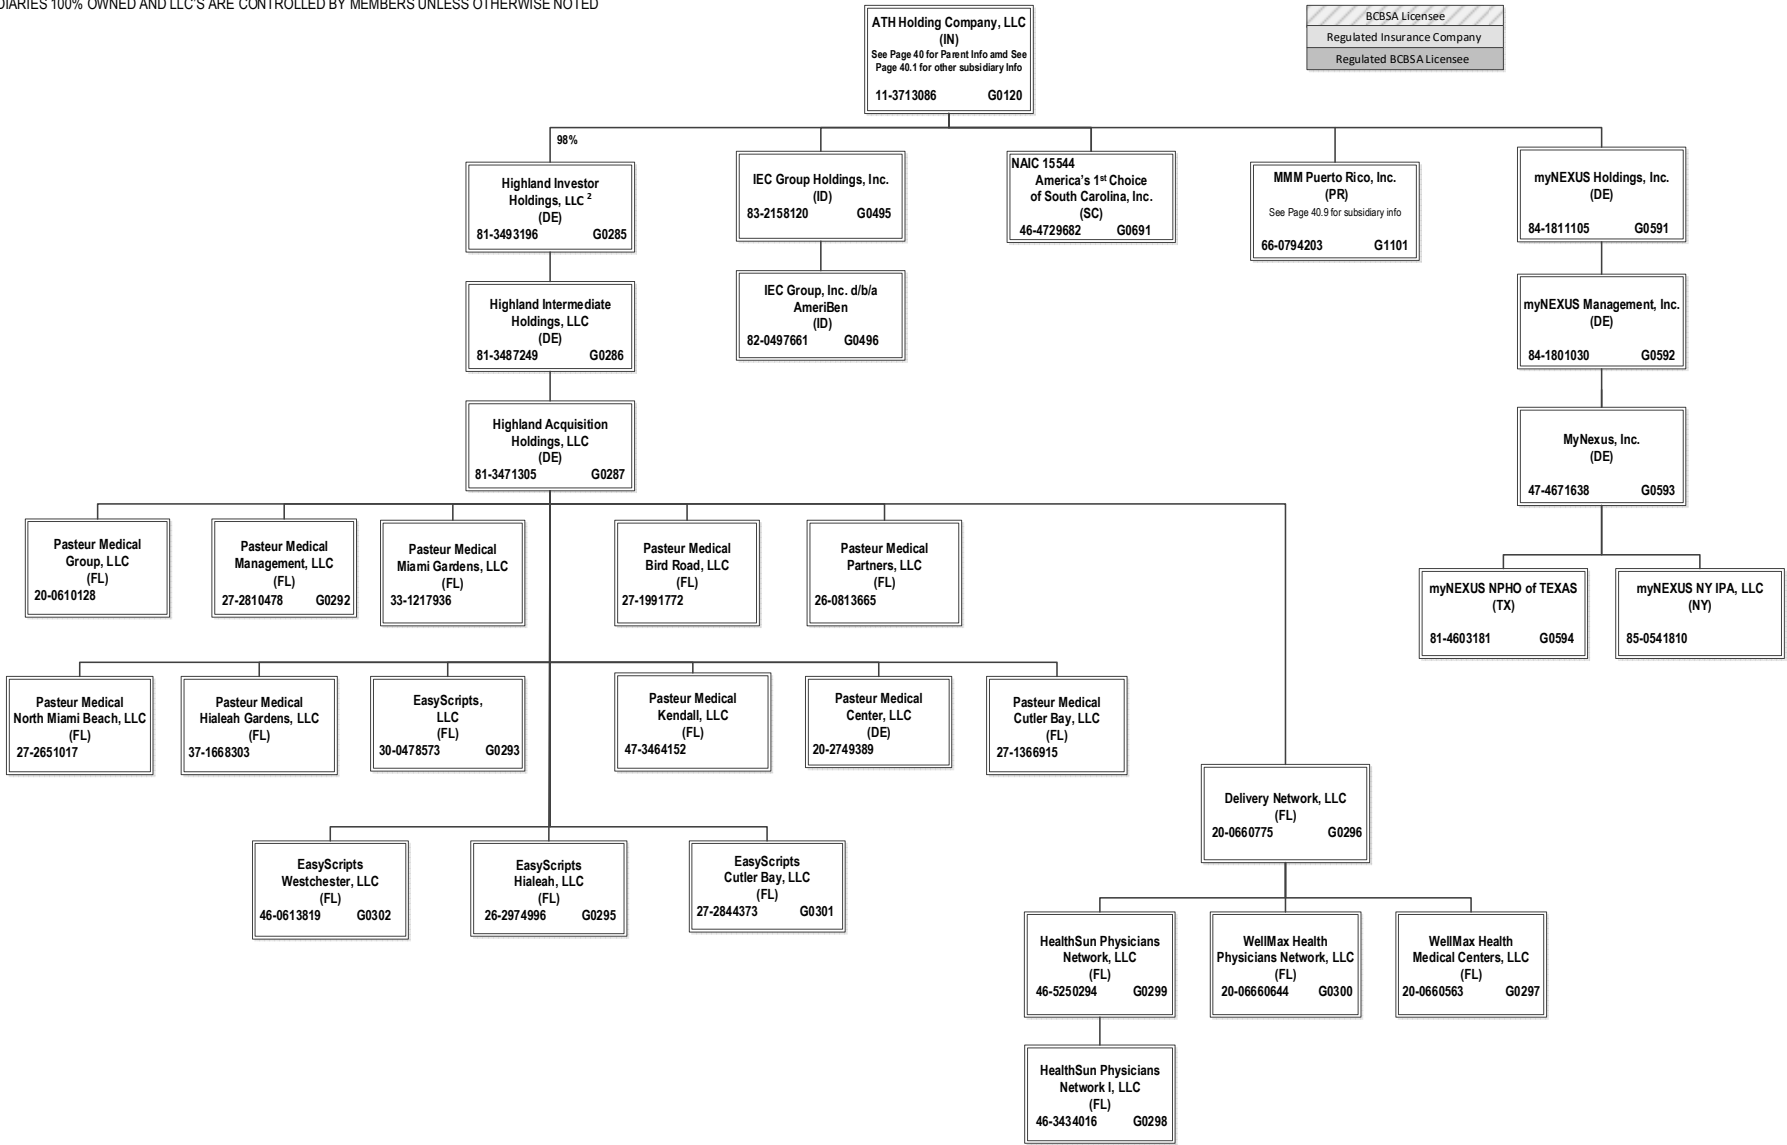 DIARIES 100% OWNED AND LLC'S ARE CONTROLLED BY MEMBERS UNLESS OTHERWISE NOTED
ATH Holding Company, LLC
(IN)
See Page 40 for Parent Info amd See
Page 40.1 for other subsidiary Info
11-3713086 G0120
BCBSA Licensee
Regulated Insurance Company
Regulated BCBSA Licensee
98%
Highland Investor
Holdings, LLC 2
(DE)
81-3493196 G0285
IEC Group Holdings, Inc.
(ID)
83-2158120 G0495
NAIC 15544
America's 1st Choice
of South Carolina, Inc.
(SC)
46-4729682 G0691
MMM Puerto Rico, Inc.
(PR)
See Page 40.9 for subsidiary info
66-0794203 G1101
myNEXUS Holdings, Inc.
(DE)
84-1811105 G0591
Highland Intermediate
Holdings, LLC
(DE)
81-3487249 G0286
IEC Group, Inc. d/b/a
AmeriBen
(ID)
82-0497661 G0496
myNEXUS Management, Inc.
(DE)
84-1801030 G0592
Highland Acquisition
Holdings, LLC
(DE)
81-3471305 G0287
MyNexus, Inc.
(DE)
47-4671638 G0593
Pasteur Medical
Group, LLC
(FL)
20-0610128
Pasteur Medical
Management, LLC
(FL)
27-2810478 G0292
Pasteur Medical
Miami Gardens, LLC
(FL)
33-1217936
Pasteur Medical
Bird Road, LLC
(FL)
27-1991772
Pasteur Medical
Partners, LLC
(FL)
26-0813665
myNEXUS NPHO of TEXAS
(TX)
81-4603181 G0594
myNEXUS NY IPA, LLC
(NY)
85-0541810
Pasteur Medical
North Miami Beach, LLC
(FL)
27-2651017
Pasteur Medical
Hialeah Gardens, LLC
(FL)
37-1668303
EasyScripts,
LLC
(FL)
30-0478573 G0293
Pasteur Medical
Kendall, LLC
(FL)
47-3464152
Pasteur Medical
Center, LLC
(DE)
20-2749389
Pasteur Medical
Cutler Bay, LLC
(FL)
27-1366915
Delivery Network, LLC
(FL)
20-0660775 G0296
EasyScripts
Westchester, LLC
(FL)
46-0613819 G0302
EasyScripts
Hialeah, LLC
(FL)
26-2974996 G0295
EasyScripts
Cutler Bay, LLC
(FL)
27-2844373 G0301
HealthSun Physicians
Network, LLC
(FL)
46-5250294 G0299
WellMax Health
Physicians Network, LLC
(FL)
20-06660644 G0300
WellMax Health
Medical Centers, LLC
(FL)
20-0660563 G0297
HealthSun Physicians
Network I, LLC
(FL)
46-3434016 G0298